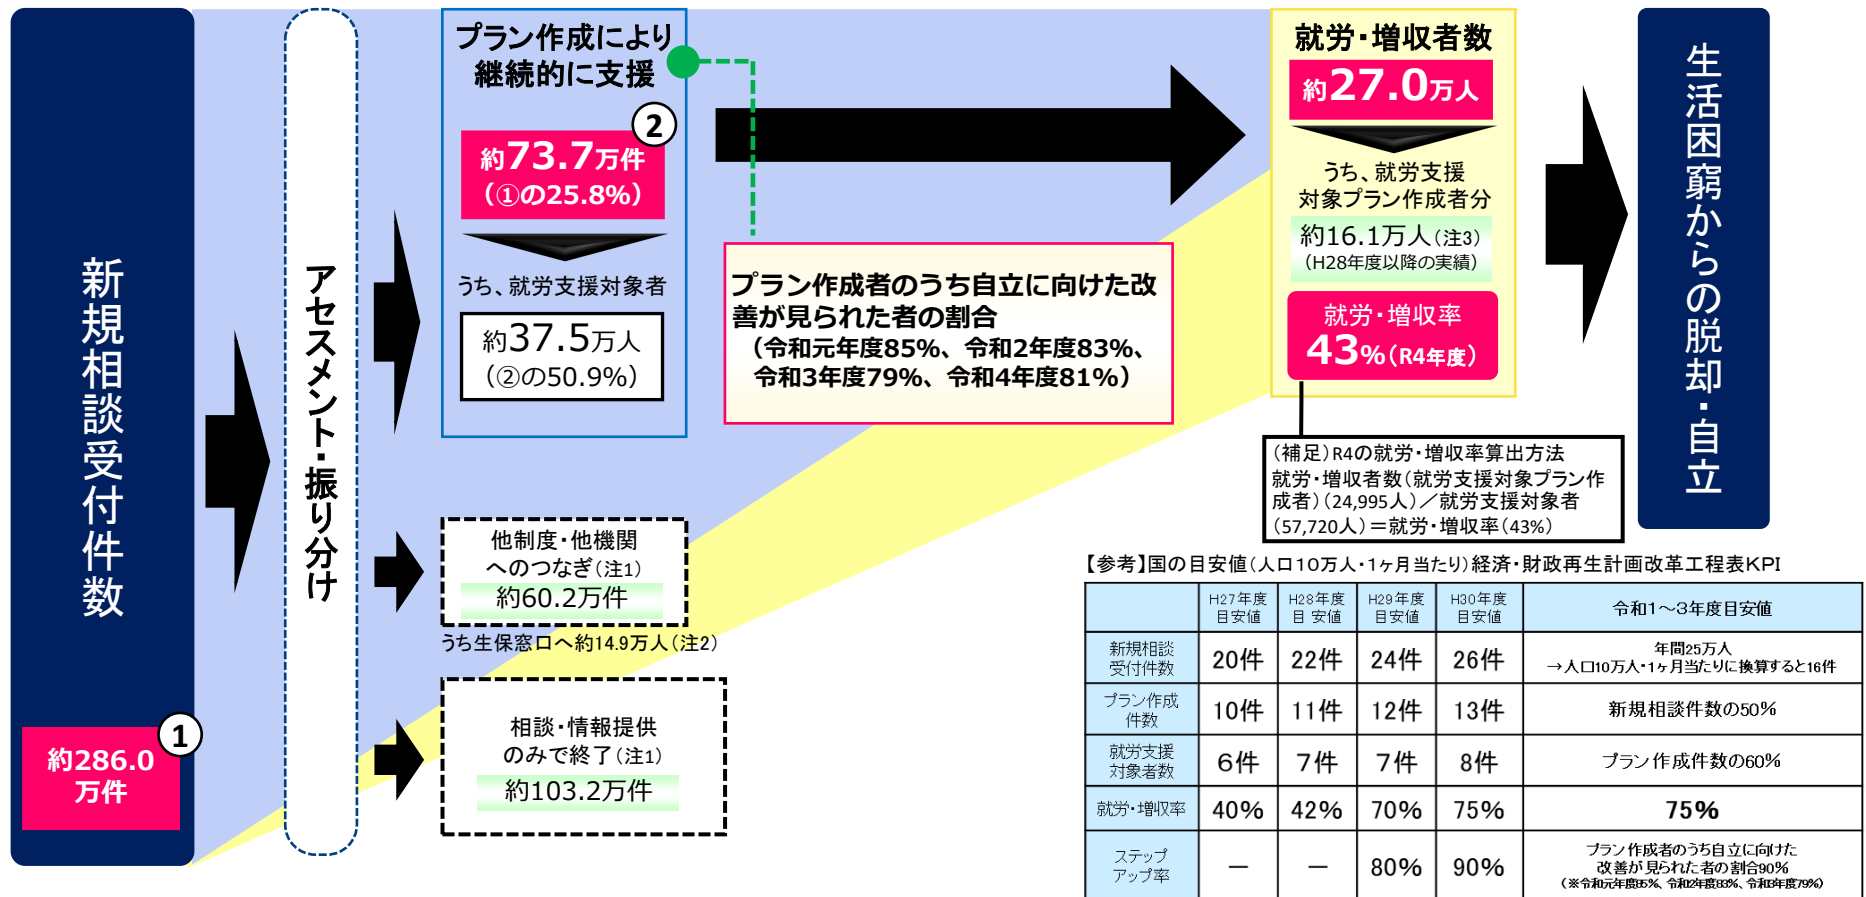 新規相談受付件数
約286.0
万件
①
アセスメント・振り分け
プラン作成により
継続的に支援
②
約73.7万件
（①の25.8%）
うち、就労支援対象者
約37.5万人
（②の50.9%）
他制度・他機関
へのつなぎ（注1）
約60.2万件
うち生保窓口へ約14.9万人（注2）
相談・情報提供
のみで終了（注1）
約103.2万件
プラン作成者のうち自立に向けた改
善が見られた者の割合
（令和元年度85%、令和2年度83%、
令和3年度79%、令和4年度81%）
就労・増収者数
約27.0万人
うち、就労支援
対象プラン作成者分
約16.1万人（注3）
（H28年度以降の実績）
就労・増収率
43%（R4年度）
（補足）R4の就労・増収率算出方法
就労・増収者数（就労支援対象プラン作
成者）（24,995人）／就労支援対象者
（57,720人）＝就労・増収率（43%）
生活困窮からの脱却・自立
【参考】国の目安値（人口10万人・1ヶ月当たり）経済・財政再生計画改革工程表KPI
H27年度
目安値
H28年度
目 安値
H29年度
目安値
H30年度
目安値
令和1～3年度目安値
新規相談
受付件数
20件
22件
24件
26件
年間25万人
→人口10万人・1ヶ月当たりに換算すると16件
プラン作成
件数
10件
11件
12件
13件
新規相談件数の50%
就労支援
対象者数
6件
7件
7件
8件
プラン作成件数の60%
就労・増収率
40%
42%
70%
75%
75%
ステップ
アップ率
－
－
80%
90%
プラン作成者のうち自立に向けた
改善が見られた者の割合90%
（※令和元年度85%、令和2年度83%、令和3年度79%）